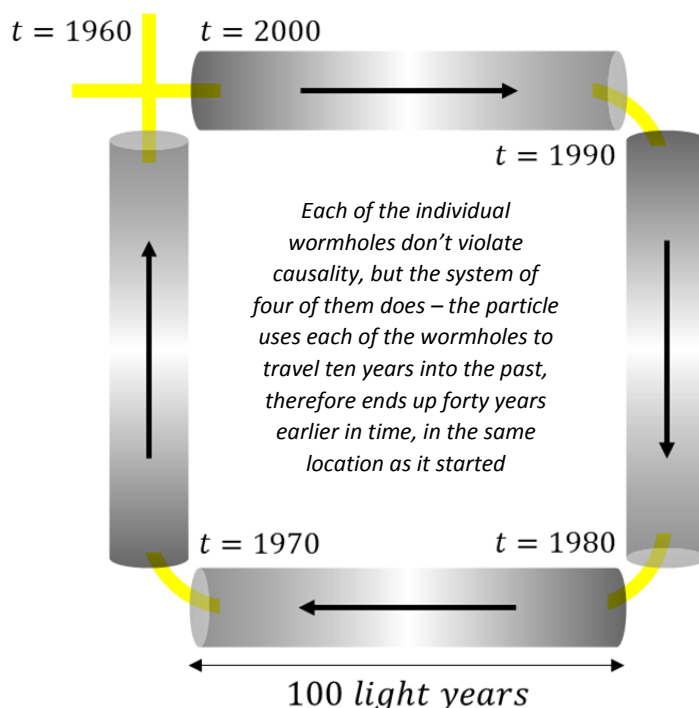 t = 1960
t = 2000
t = 1990
Each of the individual
wormholes don’t violate
causality, but the system of
four of them does – the particle
uses each of the wormholes to
travel ten years into the past,
therefore ends up forty years
earlier in time, in the same
location as it started
t = 1970
t = 1980
100 light years